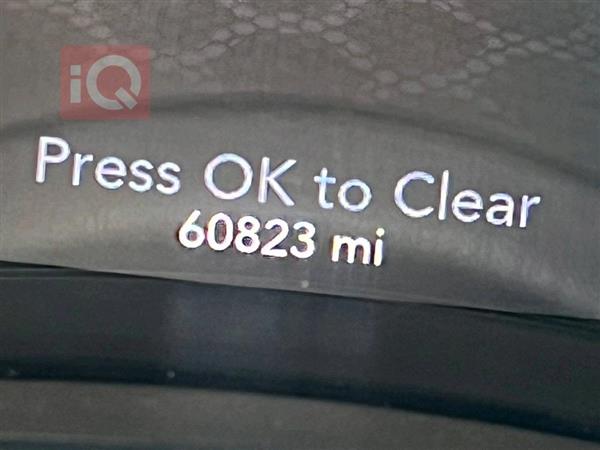 iQ
Press OK to Clear
60823 mi